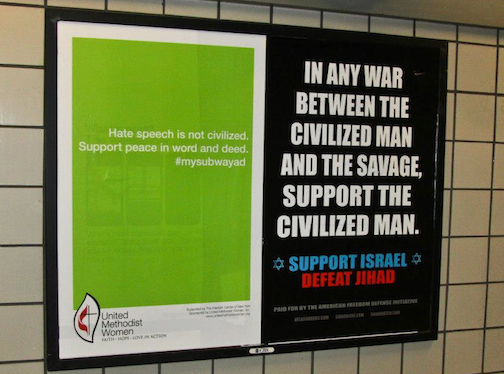 Hate speech is not civilized.
Support peace in word and deed.
#mysubwayad
United
Methodist
Women
FAITH • HOPE • LOVE IN ACTION
IN ANY WAR
BETWEEN THE
CIVILIZED MAN
AND THE SAVAGE,
SUPPORT THE
CIVILIZED MAN.
SUPPORT ISRAEL
DEFEAT JIHAD
PAID FOR BY THE AMERICAN FREEDOM DEFENSE INITIATIVE